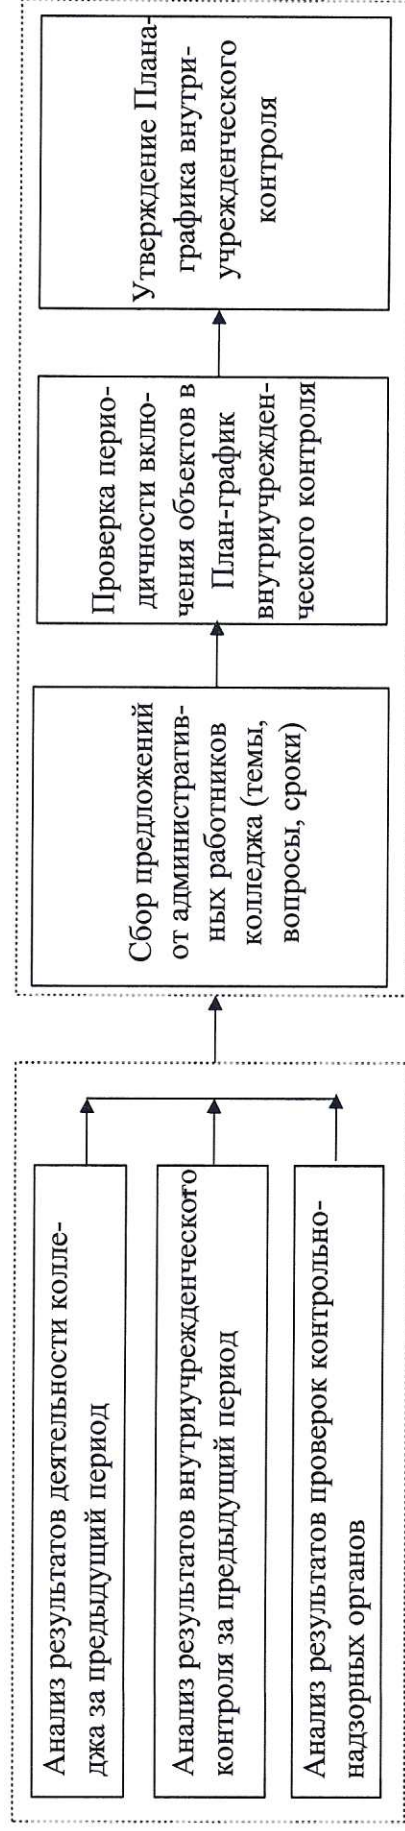 Анализ результатов деятельности колле-
джа за предыдущий период
Анализ результатов внутриучрежденческого
контроля за предыдущий период
Анализ результатов проверок контрольно-
надзорных органов
Сбор предложений
от административ-
ных работников
колледжа (темы,
вопросы, сроки)
Проверка перио-
дичности вклю-
чения объектов в
План-график
внутриучрежден-
ческого контроля
Утверждение Плана-
графика внутри-
учрежденческого
контроля